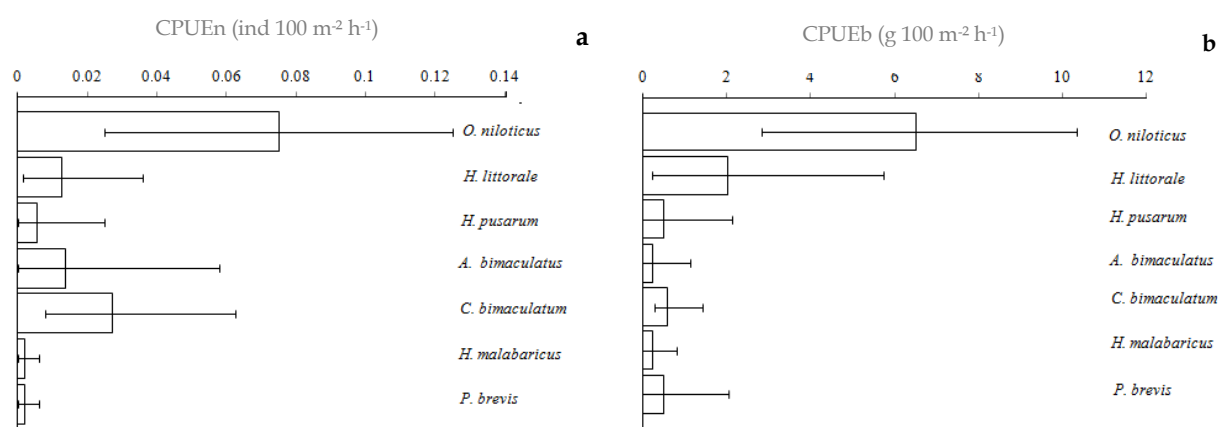 CPUEn (ind 100 m⁻² h⁻¹)
a
0 0.02 0.04 0.06 0.08 0.1 0.12 0.14
O. niloticus
H. littorale
H. pusarum
A. bimaculatus
C. bimaculatum
H. malabaricus
P. brevis
CPUEb (g 100 m⁻² h⁻¹)
b
0 2 4 6 8 10 12
O. niloticus
H. littorale
H. pusarum
A. bimaculatus
C. bimaculatum
H. malabaricus
P. brevis